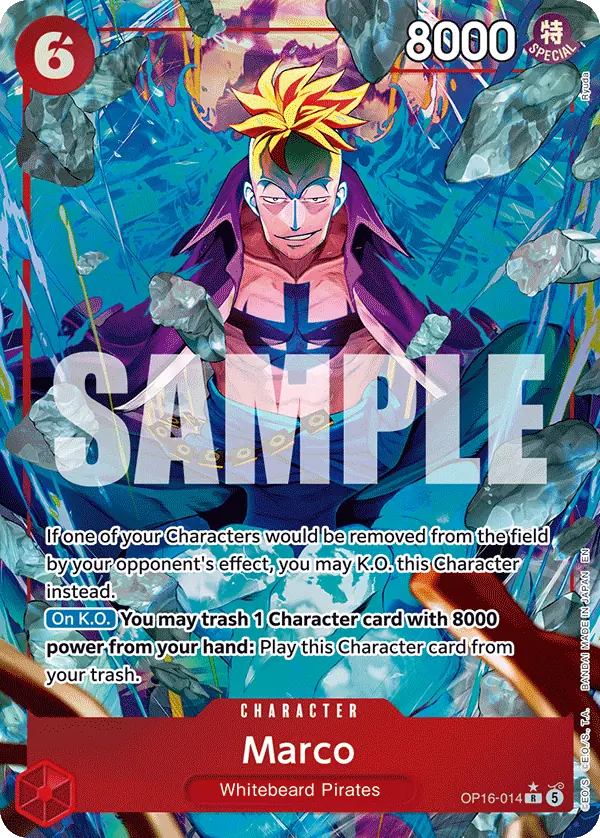 6
8000
特
SPECIAL
Ryuda
SAMPLE
If one of your Characters would be removed from the field
by your opponent's effect, you may K.O. this Character
instead.
On K.O. You may trash 1 Character card with 8000
power from your hand: Play this Character card from
your trash.
CHARACTER
Marco
Whitebeard Pirates
OP16-014 R 5
©E.O/S. ©E.O./S., T.A. BANDAI MADE IN JAPAN EN